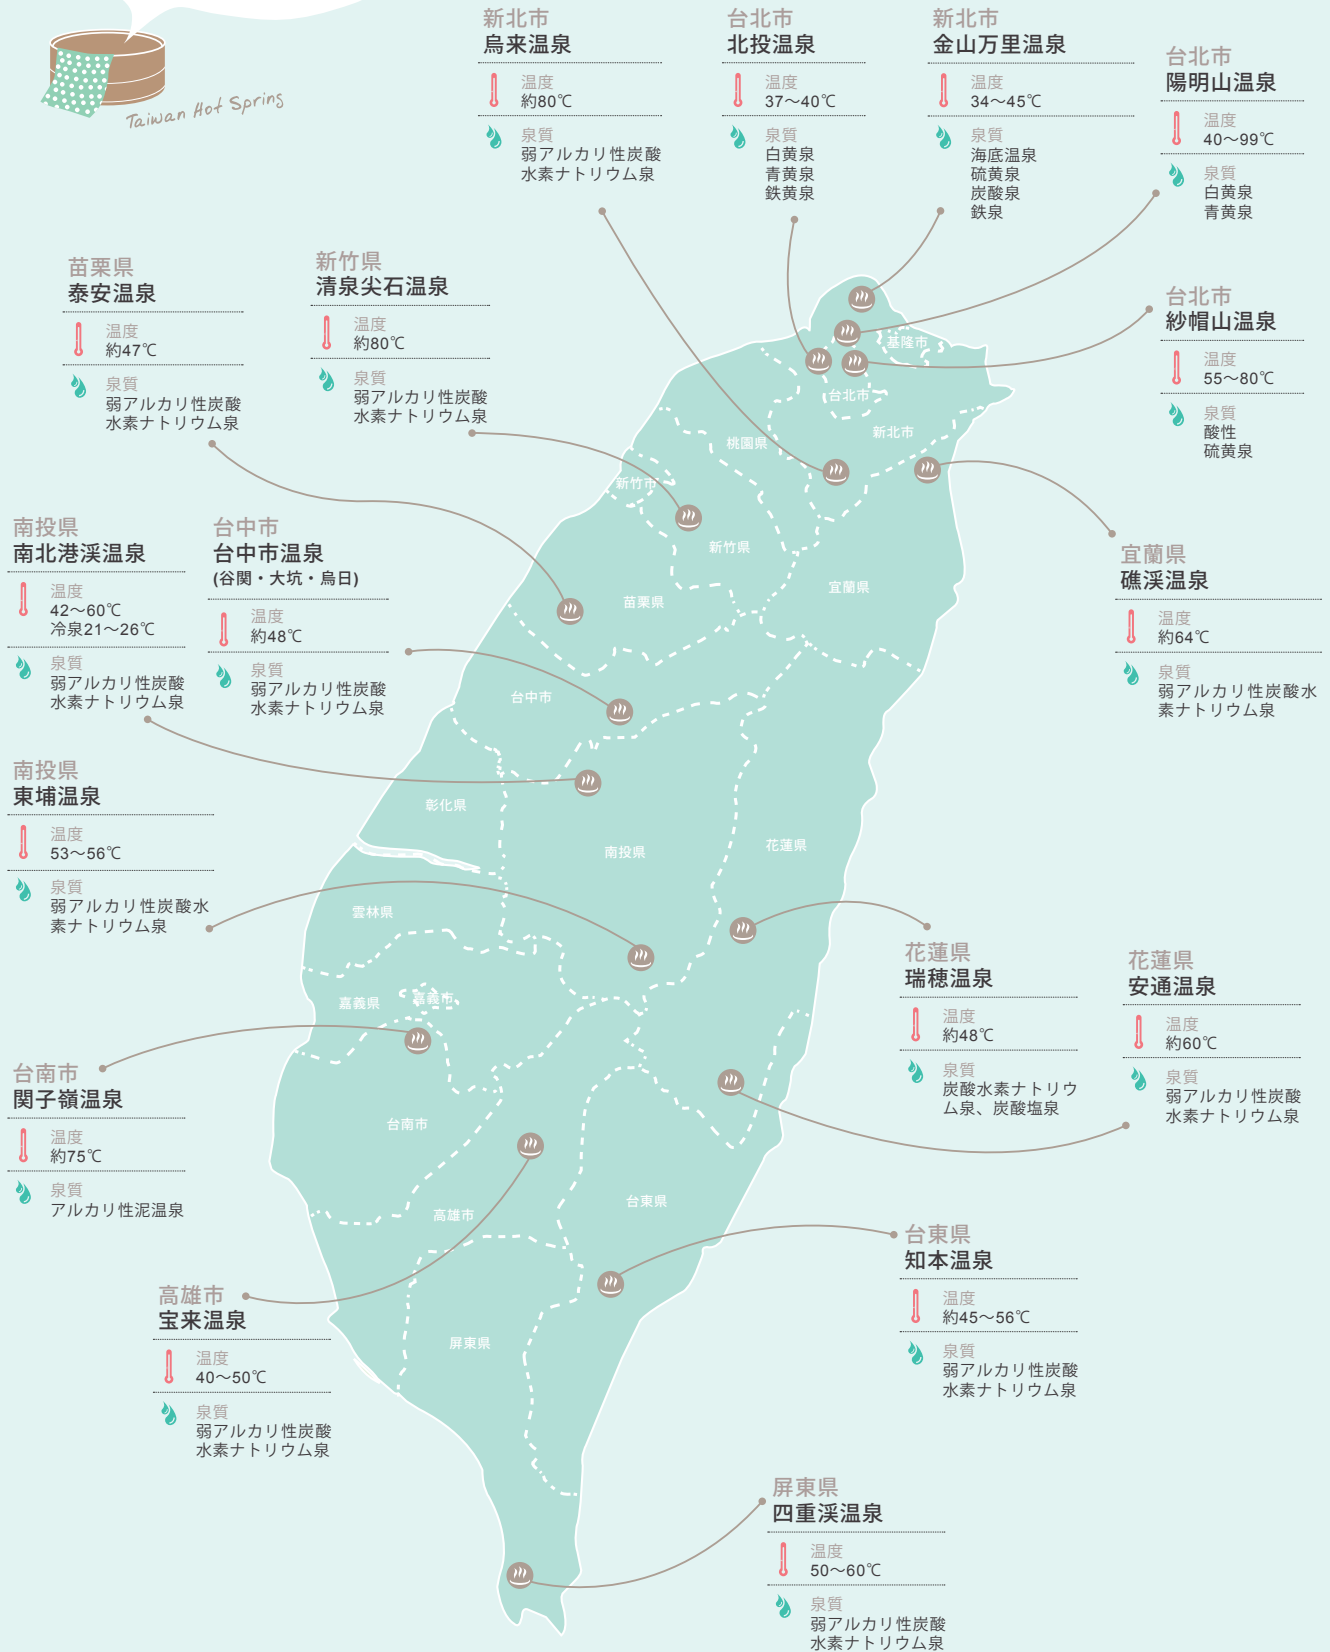 Taiwan Hot Spring
新北市
烏来温泉
温度
約80℃
泉質
弱アルカリ性炭酸
水素ナトリウム泉
台北市
北投温泉
温度
37〜40℃
泉質
白黄泉
青黄泉
鉄黄泉
新北市
金山万里温泉
温度
34〜45℃
泉質
海底温泉
硫黄泉
炭酸泉
鉄泉
台北市
陽明山温泉
温度
40〜99℃
泉質
白黄泉
青黄泉
苗栗県
泰安温泉
温度
約47℃
泉質
弱アルカリ性炭酸
水素ナトリウム泉
新竹県
清泉尖石温泉
温度
約80℃
泉質
弱アルカリ性炭酸
水素ナトリウム泉
台北市
紗帽山温泉
温度
55〜80℃
泉質
酸性
硫黄泉
南投県
南北港渓温泉
温度
42〜60℃
冷泉21〜26℃
泉質
弱アルカリ性炭酸
水素ナトリウム泉
台中市
台中市温泉
(谷関・大坑・烏日)
温度
約48℃
泉質
弱アルカリ性炭酸
水素ナトリウム泉
宜蘭県
礁渓温泉
温度
約64℃
泉質
弱アルカリ性炭酸水
素ナトリウム泉
南投県
東埔温泉
温度
53〜56℃
泉質
弱アルカリ性炭酸水
素ナトリウム泉
花蓮県
瑞穂温泉
温度
約48℃
泉質
炭酸水素ナトリウ
ム泉、炭酸塩泉
花蓮県
安通温泉
温度
約60℃
泉質
弱アルカリ性炭酸
水素ナトリウム泉
台南市
関子嶺温泉
温度
約75℃
泉質
アルカリ性泥温泉
台東県
知本温泉
温度
約45〜56℃
泉質
弱アルカリ性炭酸
水素ナトリウム泉
高雄市
宝来温泉
温度
40〜50℃
泉質
弱アルカリ性炭酸
水素ナトリウム泉
屏東県
四重渓温泉
温度
50〜60℃
泉質
弱アルカリ性炭酸
水素ナトリウム泉
基隆市
台北市
新北市
桃園県
新竹市
新竹県
宜蘭県
苗栗県
台中市
彰化県
南投県
花蓮県
雲林県
嘉義県
嘉義市
台南市
高雄市
台東県
屏東県